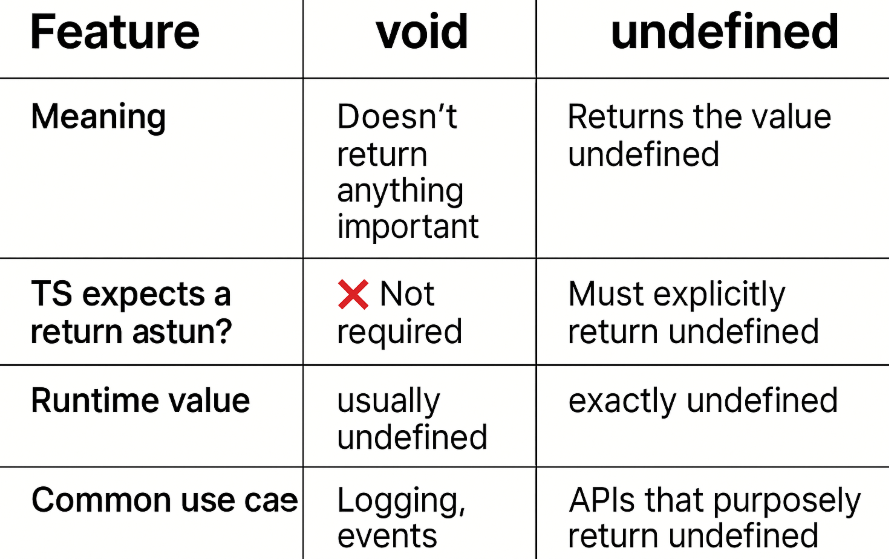 Feature void undefined
Meaning
Doesn't
return
anything
important
Returns the value
undefined
TS expects a
return astun?
❌ Not
required
Must explicitly
return undefined
Runtime value
usually
undefined
exactly undefined
Common use cae
Logging,
events
APIs that purposely
return undefined